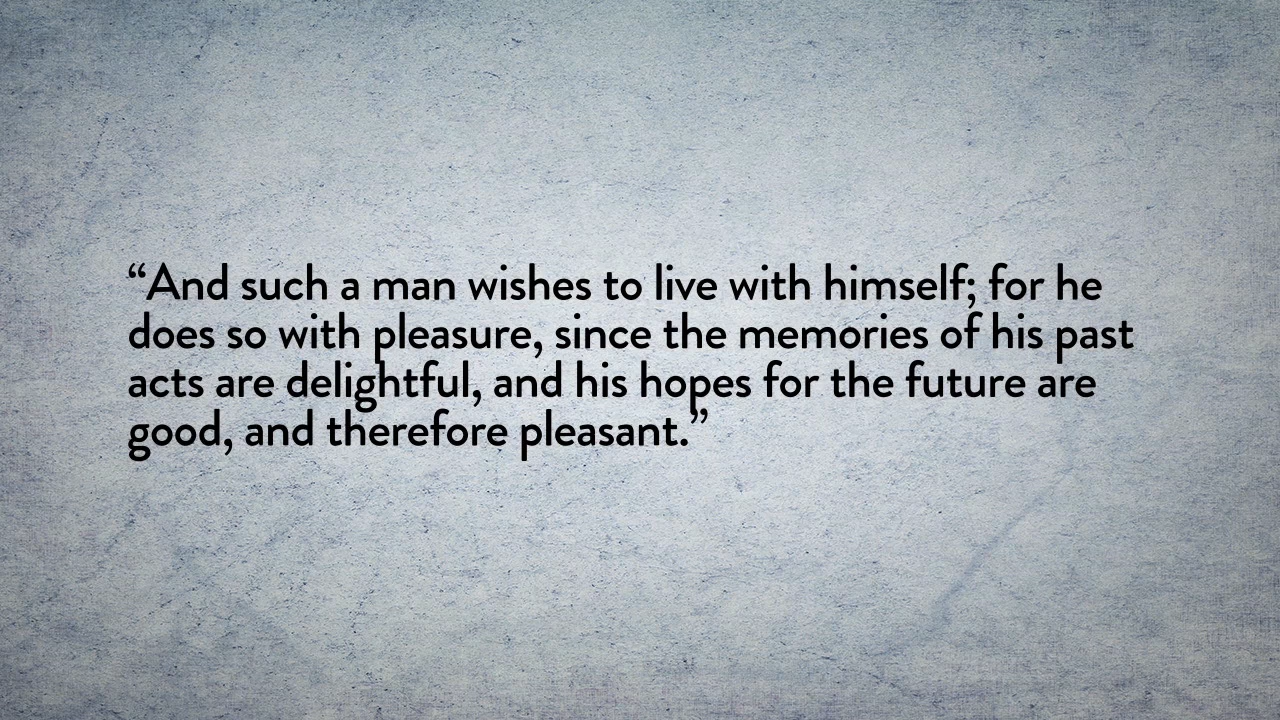 “And such a man wishes to live with himself; for he
does so with pleasure, since the memories of his past
acts are delightful, and his hopes for the future are
good, and therefore pleasant.”